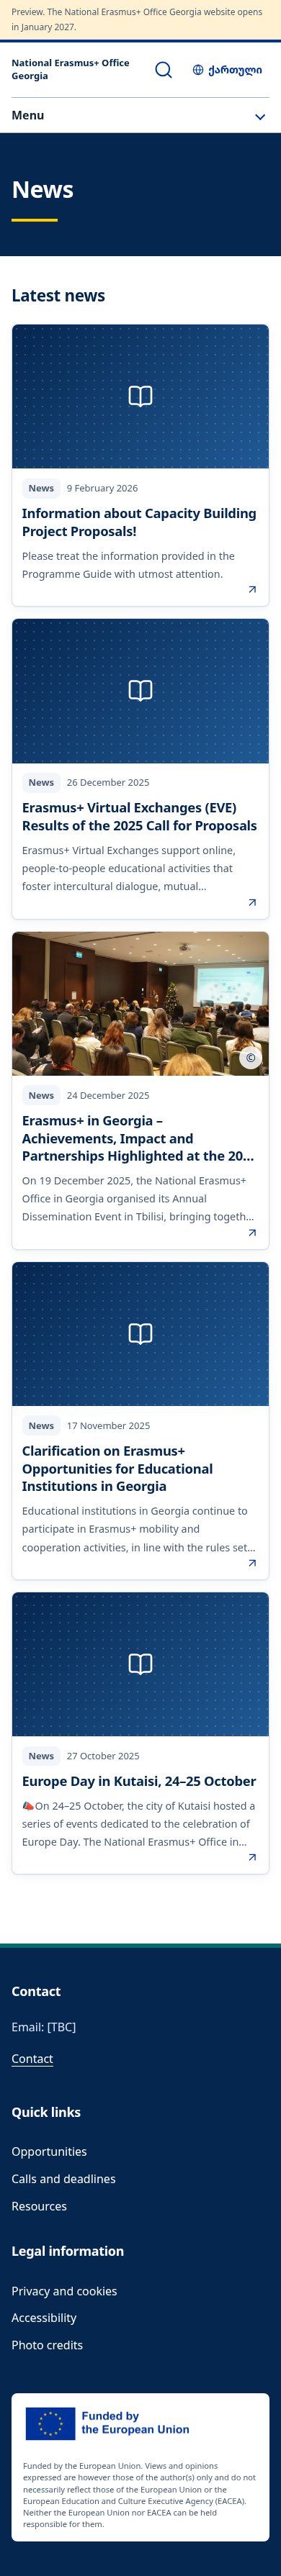 Preview. The National Erasmus+ Office Georgia website opens
in January 2027.
National Erasmus+ Office
Georgia
ქართული
Menu
News
Latest news
News 9 February 2026
Information about Capacity Building
Project Proposals!
Please treat the information provided in the
Programme Guide with utmost attention.
News 26 December 2025
Erasmus+ Virtual Exchanges (EVE)
Results of the 2025 Call for Proposals
Erasmus+ Virtual Exchanges support online,
people-to-people educational activities that
foster intercultural dialogue, mutual...
©
News 24 December 2025
Erasmus+ in Georgia –
Achievements, Impact and
Partnerships Highlighted at the 20...
On 19 December 2025, the National Erasmus+
Office in Georgia organised its Annual
Dissemination Event in Tbilisi, bringing togeth...
News 17 November 2025
Clarification on Erasmus+
Opportunities for Educational
Institutions in Georgia
Educational institutions in Georgia continue to
participate in Erasmus+ mobility and
cooperation activities, in line with the rules set...
News 27 October 2025
Europe Day in Kutaisi, 24–25 October
📣On 24–25 October, the city of Kutaisi hosted a
series of events dedicated to the celebration of
Europe Day. The National Erasmus+ Office in...
Contact
Email: [TBC]
Contact
Quick links
Opportunities
Calls and deadlines
Resources
Legal information
Privacy and cookies
Accessibility
Photo credits
Funded by
the European Union
Funded by the European Union. Views and opinions
expressed are however those of the author(s) only and do not
necessarily reflect those of the European Union or the
European Education and Culture Executive Agency (EACEA).
Neither the European Union nor EACEA can be held
responsible for them.